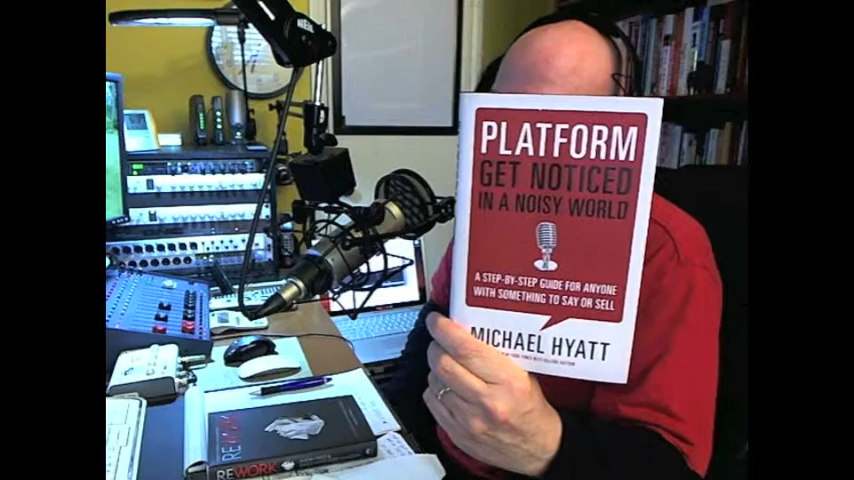 PLATFORM
GET NOTICED
IN A NOISY WORLD
A STEP-BY-STEP GUIDE FOR ANYONE
WITH SOMETHING TO SAY OR SELL
MICHAEL HYATT
REWORK
REWORK